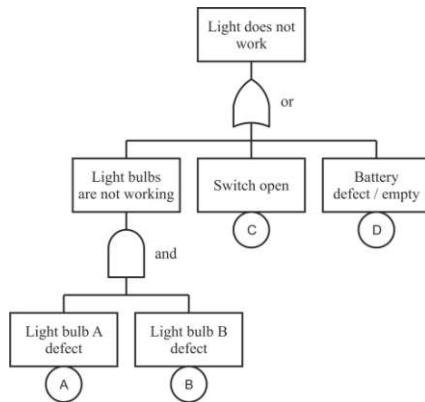 Light does not
work
or
Light bulbs
are not working
Switch open
Battery
defect / empty
C
D
and
Light bulb A
defect
Light bulb B
defect
A
B